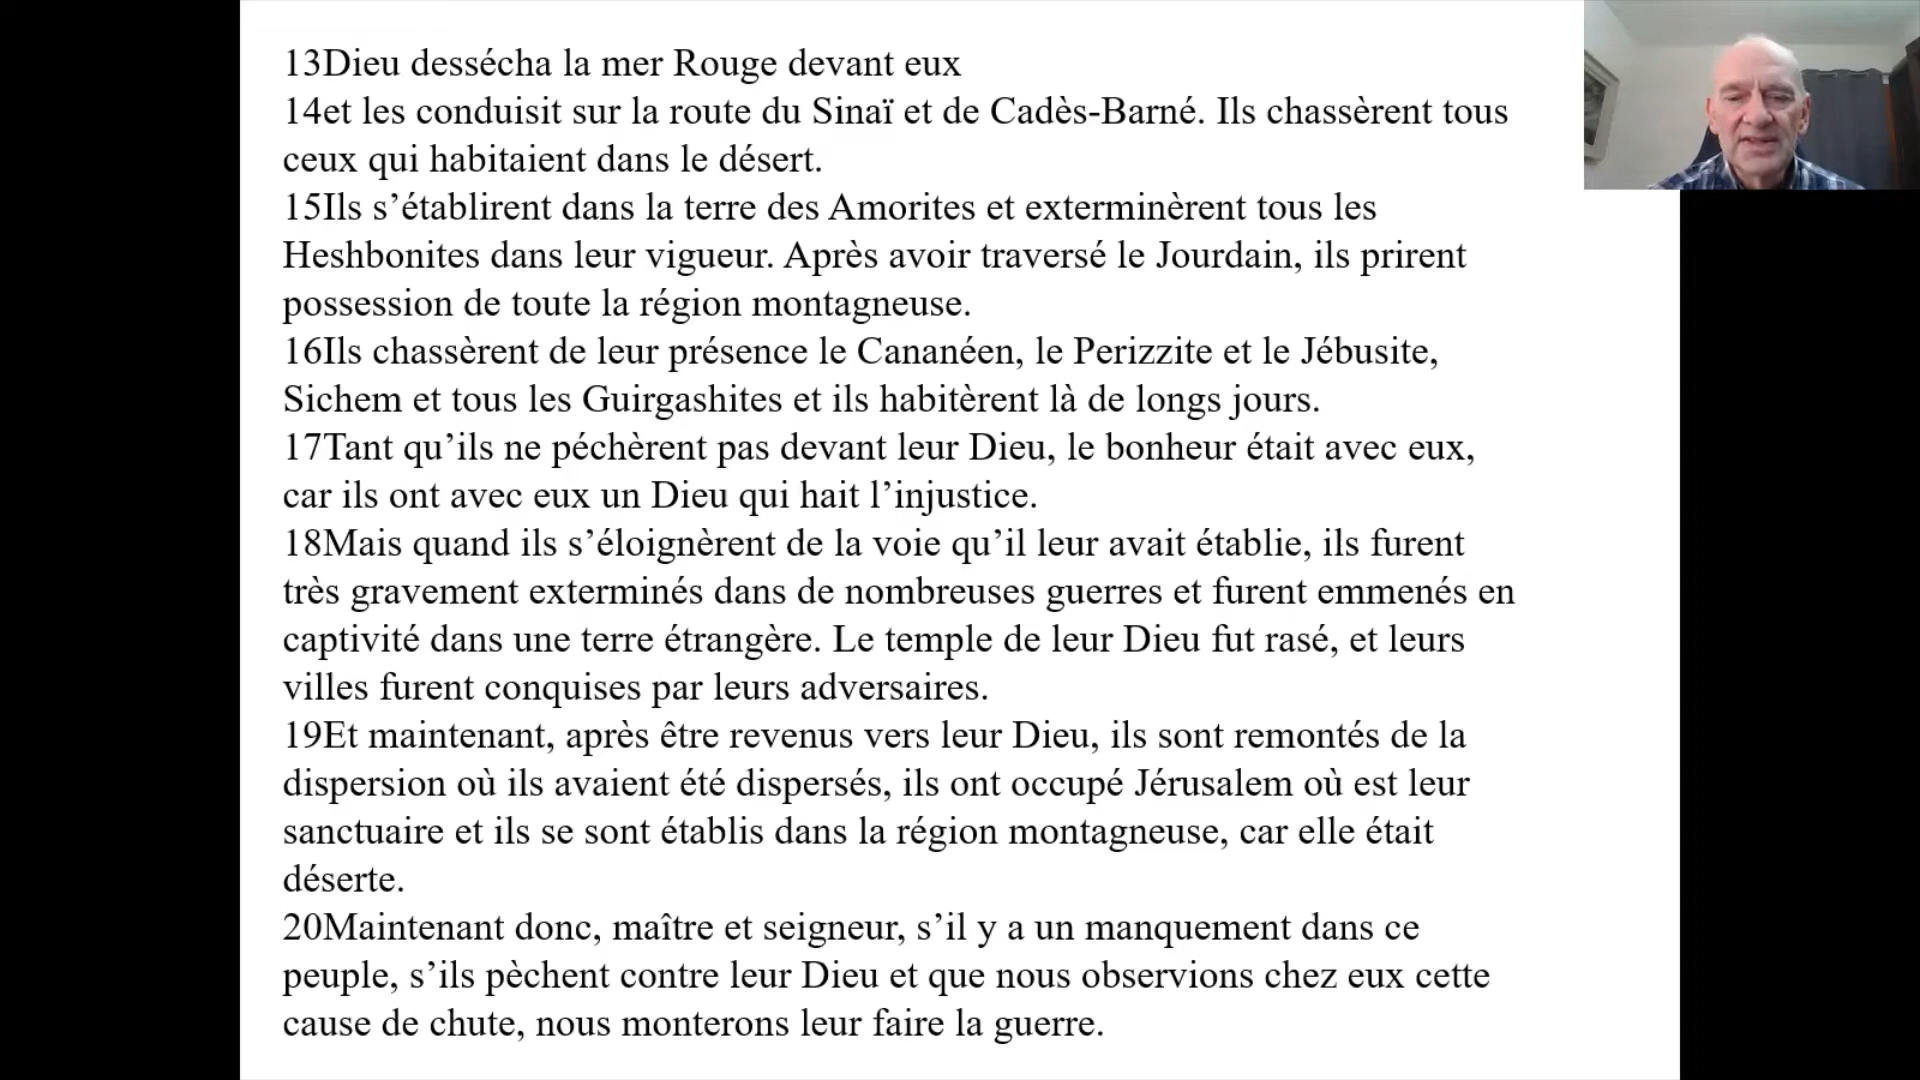 13Dieu dessécha la mer Rouge devant eux
14et les conduisit sur la route du Sinaï et de Cadès-Barné. Ils chassèrent tous
ceux qui habitaient dans le désert.
15Ils s’établirent dans la terre des Amorites et exterminèrent tous les
Heshbonites dans leur vigueur. Après avoir traversé le Jourdain, ils prirent
possession de toute la région montagneuse.
16Ils chassèrent de leur présence le Cananéen, le Perizzite et le Jébusite,
Sichem et tous les Guirgashites et ils habitèrent là de longs jours.
17Tant qu’ils ne péchèrent pas devant leur Dieu, le bonheur était avec eux,
car ils ont avec eux un Dieu qui hait l’injustice.
18Mais quand ils s’éloignèrent de la voie qu’il leur avait établie, ils furent
très gravement exterminés dans de nombreuses guerres et furent emmenés en
captivité dans une terre étrangère. Le temple de leur Dieu fut rasé, et leurs
villes furent conquises par leurs adversaires.
19Et maintenant, après être revenus vers leur Dieu, ils sont remontés de la
dispersion où ils avaient été dispersés, ils ont occupé Jérusalem où est leur
sanctuaire et ils se sont établis dans la région montagneuse, car elle était
déserte.
20Maintenant donc, maître et seigneur, s’il y a un manquement dans ce
peuple, s’ils pèchent contre leur Dieu et que nous observions chez eux cette
cause de chute, nous monterons leur faire la guerre.